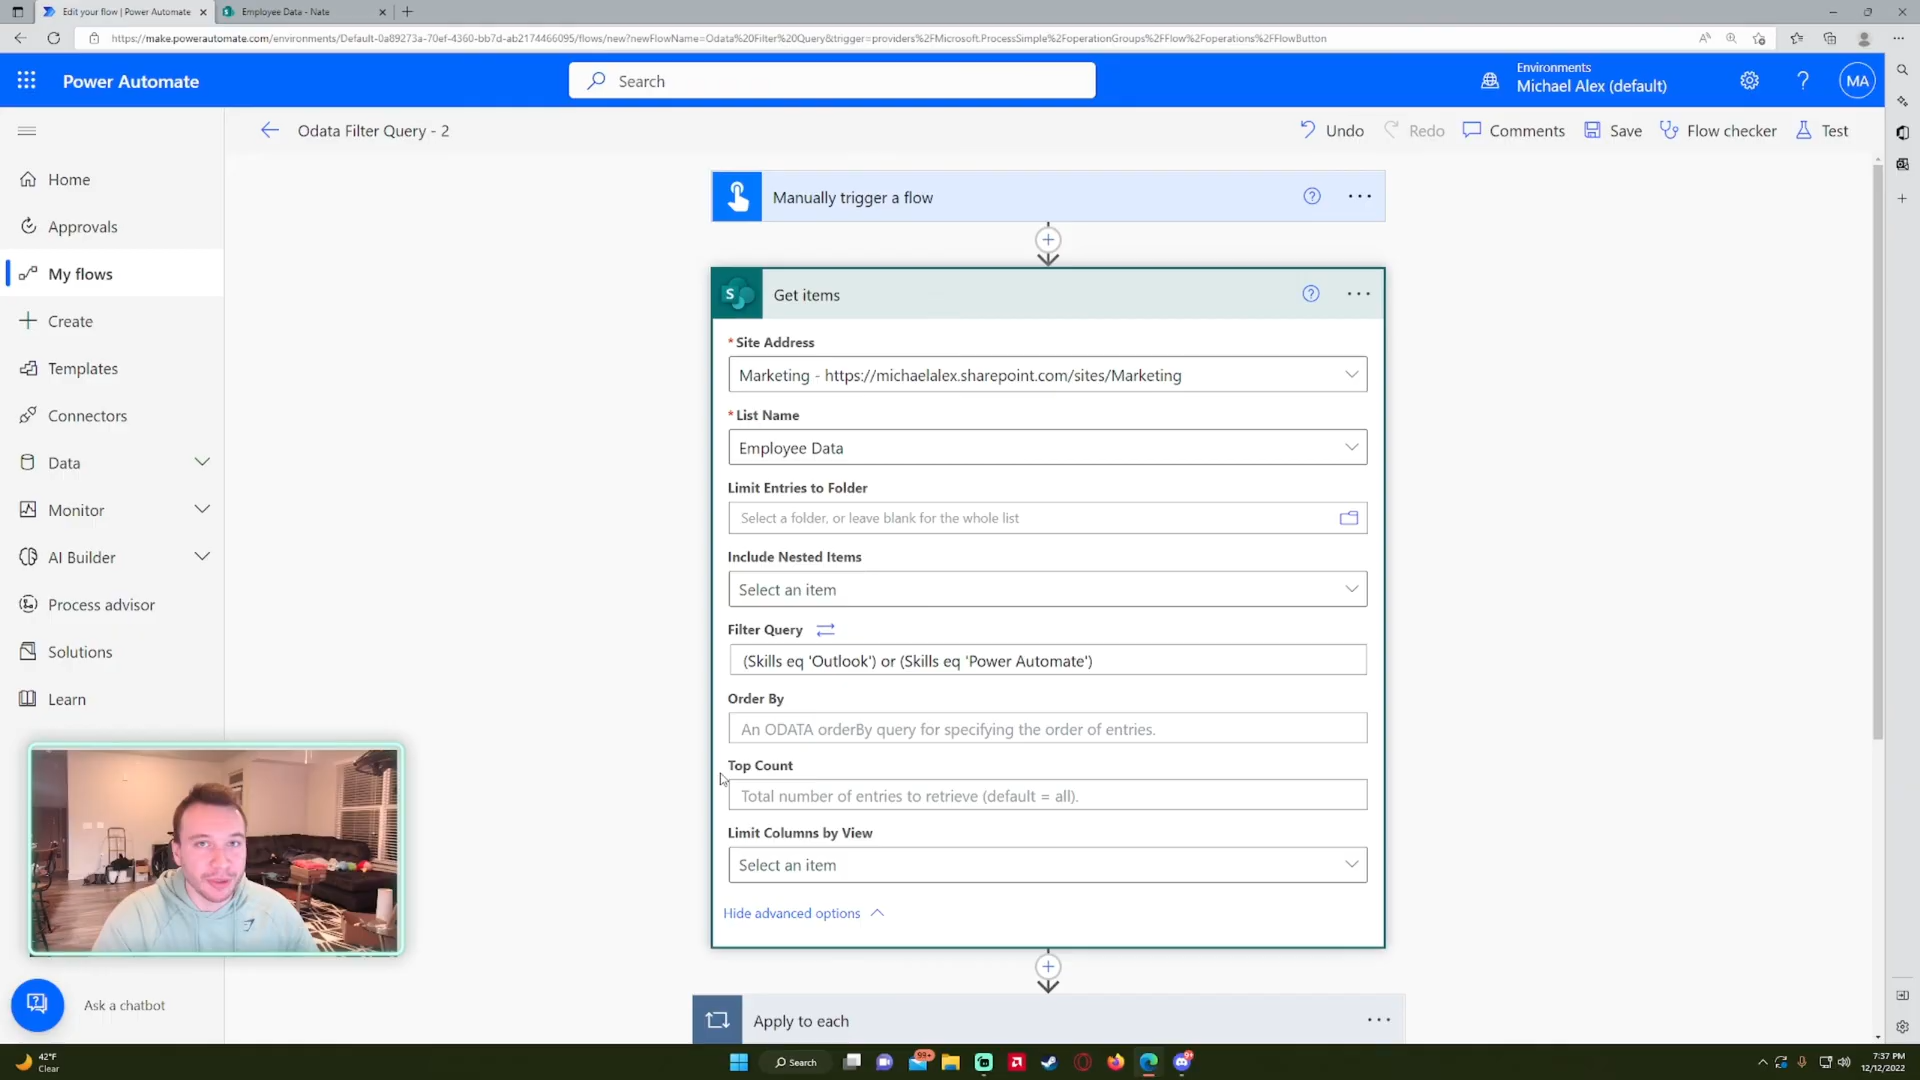 Edit your flow | Power Automate
Employee Data - Nate
https://make.powerautomate.com/environments/Default-0a89273a-70ef-4360-bb7d-ab2174466095/flows/new?newFlowName=Odata%20Filter%20Query&trigger=providers%2FMicrosoft.ProcessSimple%2FoperationGroups%2FFlow%2Foperations%2FFlowButton
Power Automate
Search
Environments
Michael Alex (default)
MA
Odata Filter Query - 2
Undo
Redo
Comments
Save
Flow checker
Test
Home
Approvals
My flows
Create
Templates
Connectors
Data
Monitor
AI Builder
Process advisor
Solutions
Learn
Ask a chatbot
Manually trigger a flow
S
Get items
* Site Address
Marketing - https://michaelalex.sharepoint.com/sites/Marketing
* List Name
Employee Data
Limit Entries to Folder
Select a folder, or leave blank for the whole list
Include Nested Items
Select an item
Filter Query
(Skills eq 'Outlook') or (Skills eq 'Power Automate')
Order By
An ODATA orderBy query for specifying the order of entries.
Top Count
Total number of entries to retrieve (default = all).
Limit Columns by View
Select an item
Hide advanced options
Apply to each
42°F
Clear
Search
99+
7:37 PM
12/12/2022